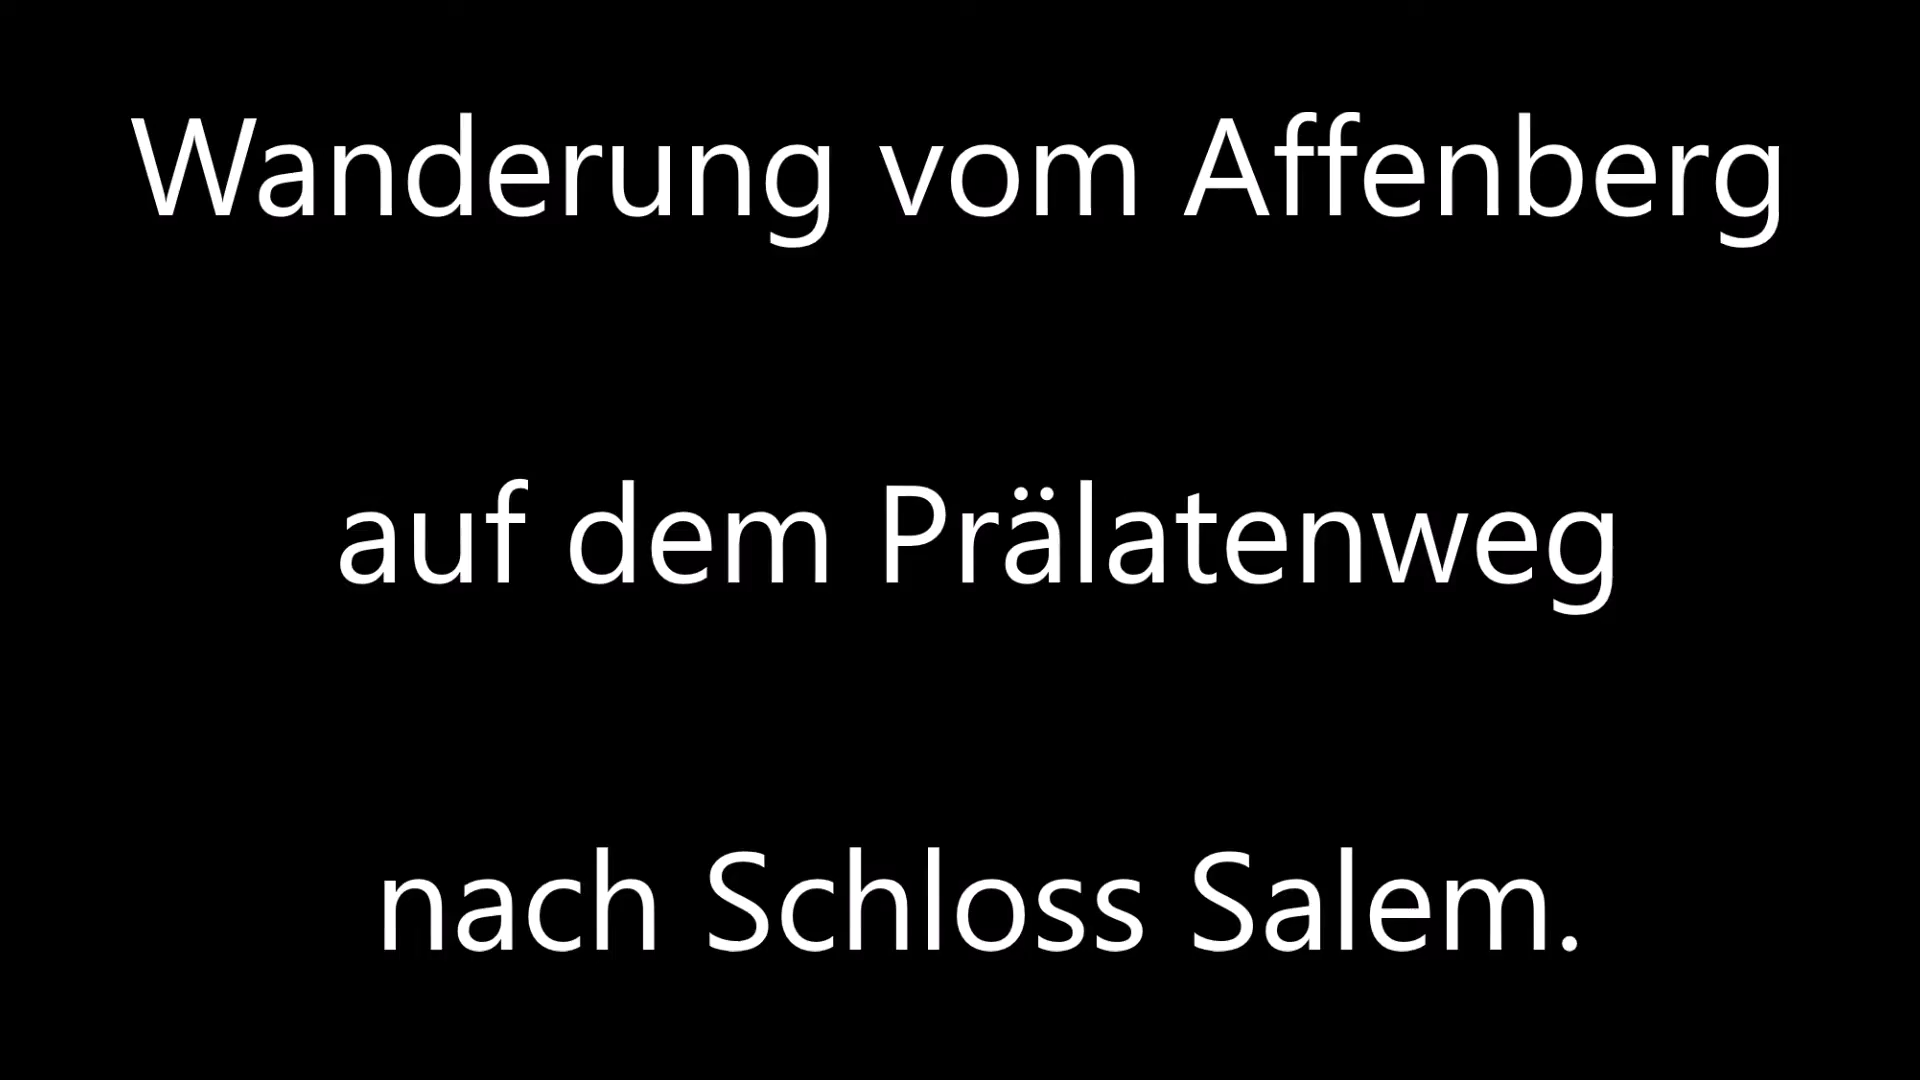 Wanderung vom Affenberg
auf dem Prälatenweg
nach Schloss Salem.